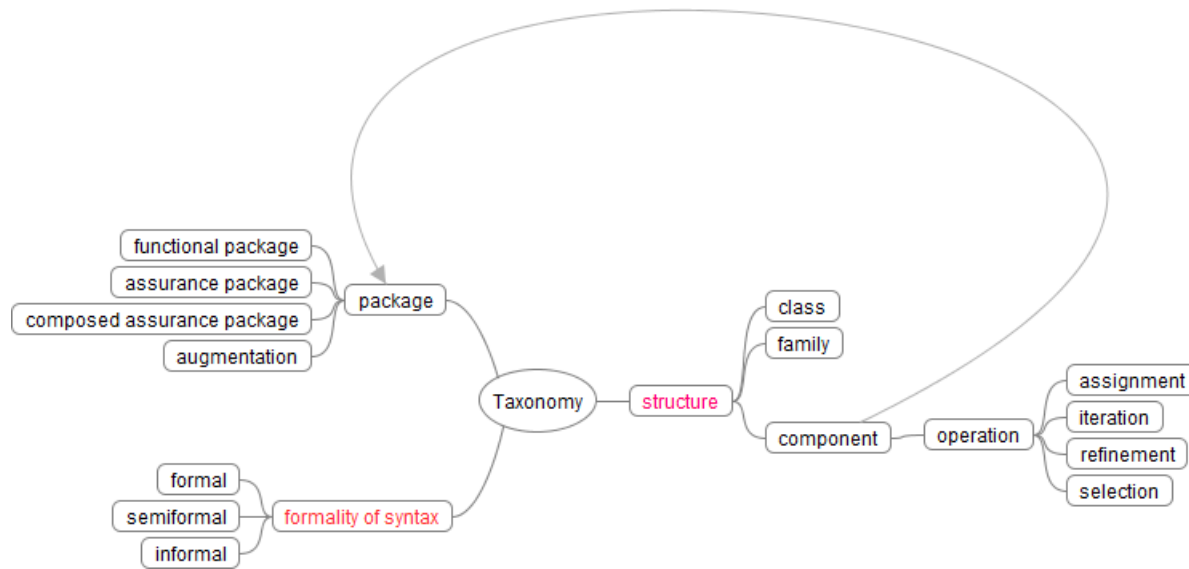 functional package
assurance package
composed assurance package
augmentation
package
formal
semiformal
informal
formality of syntax
Taxonomy
structure
class
family
component
operation
assignment
iteration
refinement
selection